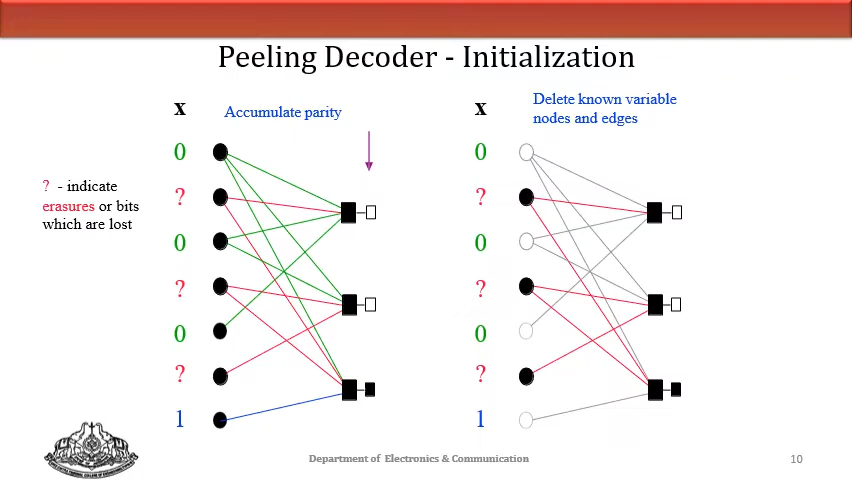 Peeling Decoder - Initialization
x
Accumulate parity
0
?
0
?
0
?
1
? - indicate
erasures or bits
which are lost
x
Delete known variable
nodes and edges
0
?
0
?
0
?
1
Department of Electronics & Communication
10